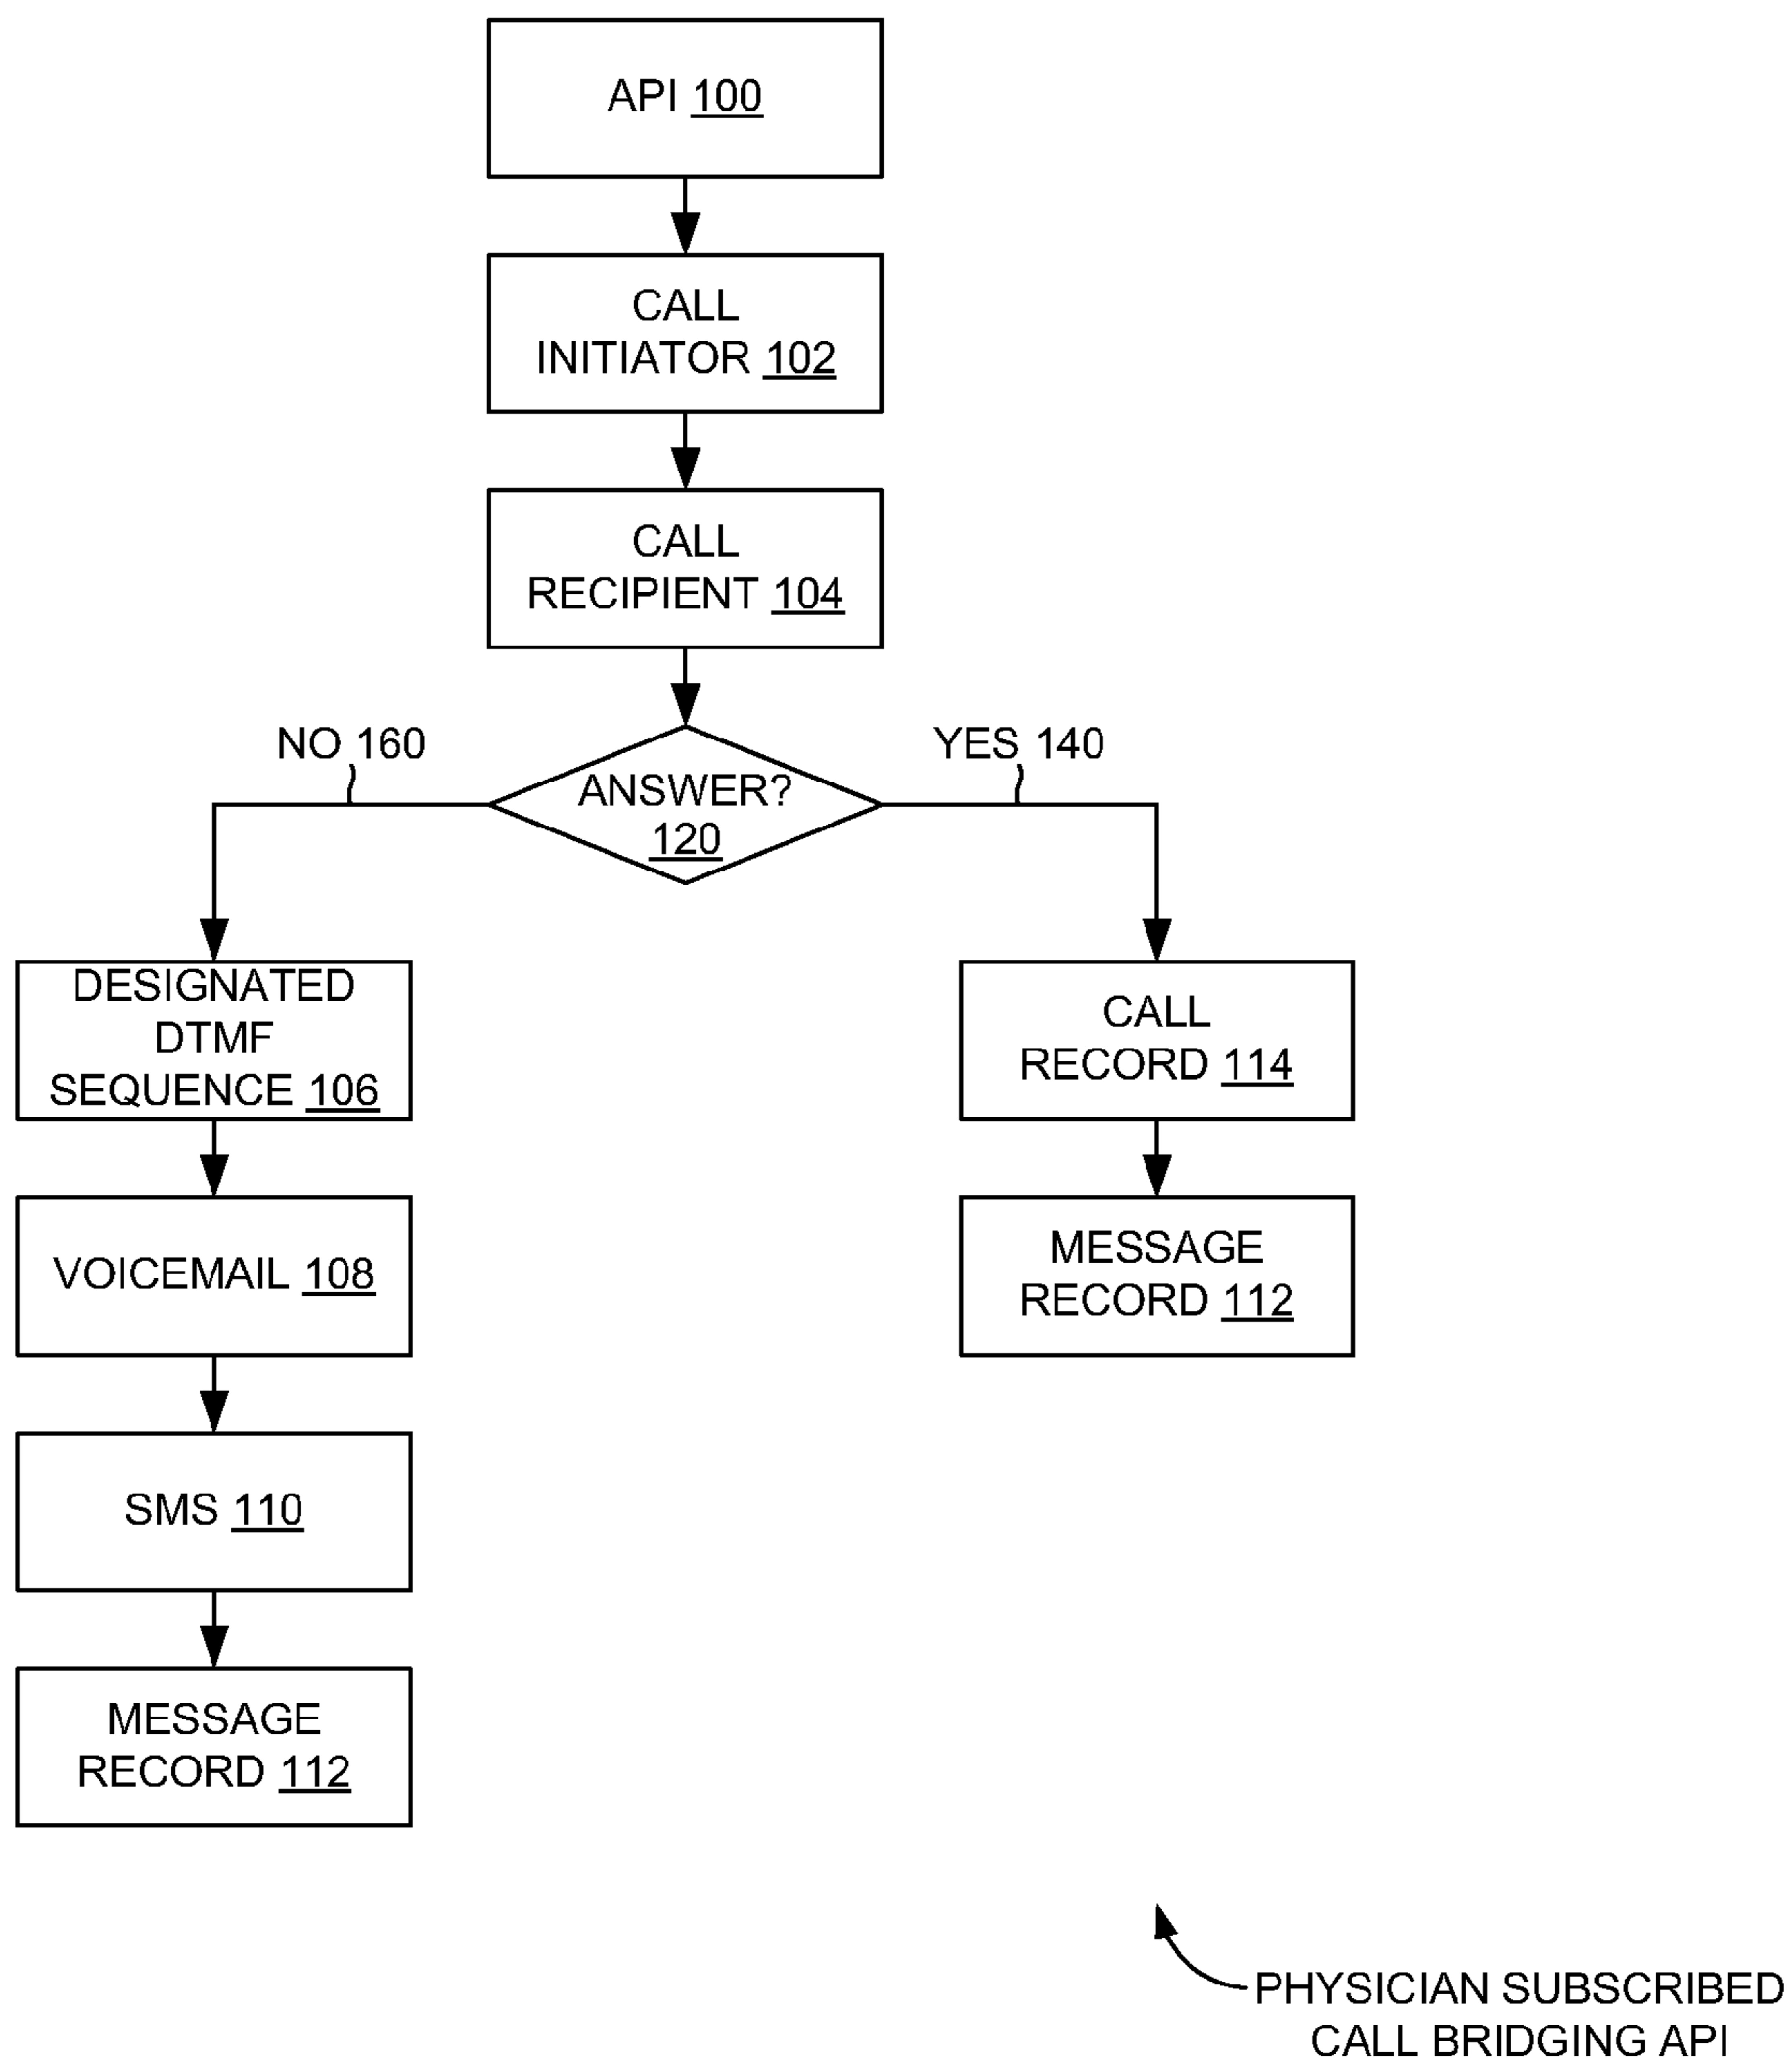 API 100
CALL
INITIATOR 102
CALL
RECIPIENT 104
NO 160
YES 140
ANSWER?
120
DESIGNATED
DTMF
SEQUENCE 106
CALL
RECORD 114
VOICEMAIL 108
MESSAGE
RECORD 112
SMS 110
MESSAGE
RECORD 112
PHYSICIAN SUBSCRIBED
CALL BRIDGING API